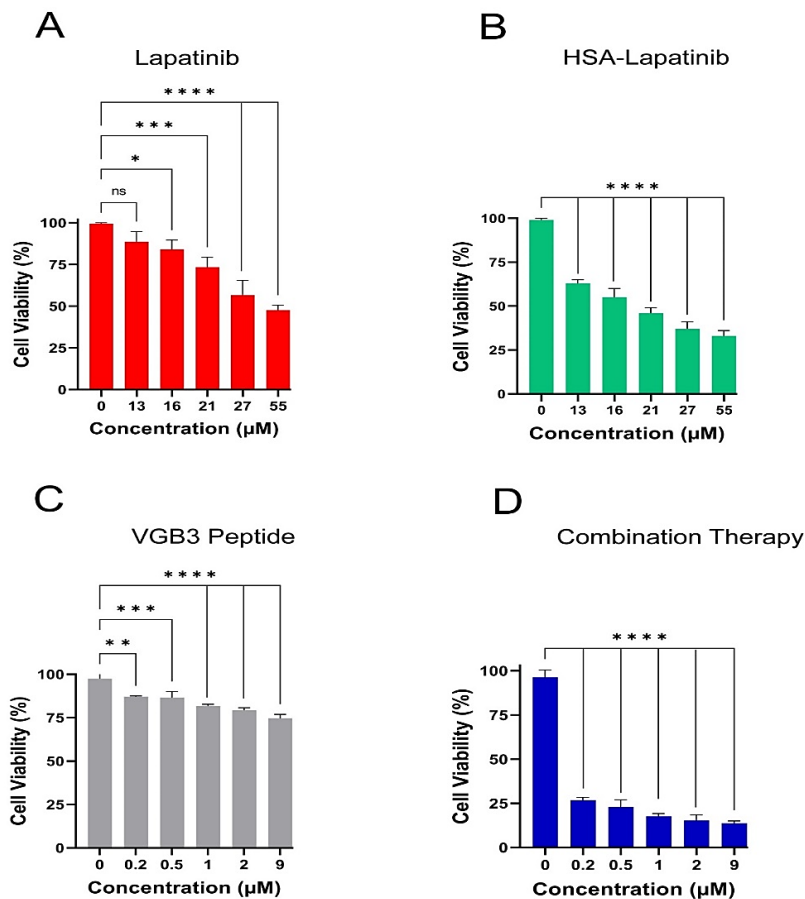 A
Lapatinib
* * * *
* * *
*
ns
100
75
50
25
0
Cell Viability (%)
0 13 16 21 27 55
Concentration (µM)
B
HSA-Lapatinib
* * * *
100
75
50
25
0
Cell Viability (%)
0 13 16 21 27 55
Concentration (µM)
C
VGB3 Peptide
* * * *
* * *
* *
100
75
50
25
0
Cell Viability (%)
0 0.2 0.5 1 2 9
Concentration (µM)
D
Combination Therapy
* * * *
100
75
50
25
0
Cell Viability (%)
0 0.2 0.5 1 2 9
Concentration (µM)